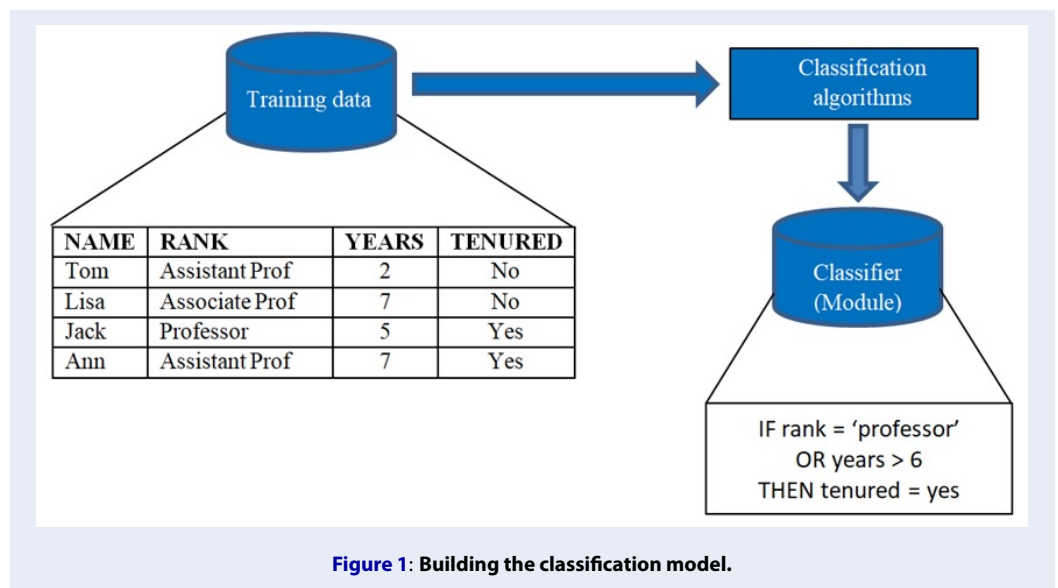 Training data
Classification
algorithms
NAME RANK YEARS TENURED
Tom Assistant Prof 2 No
Lisa Associate Prof 7 No
Jack Professor 5 Yes
Ann Assistant Prof 7 Yes
Classifier
(Module)
IF rank = ‘professor’
OR years > 6
THEN tenured = yes
Figure 1: Building the classification model.